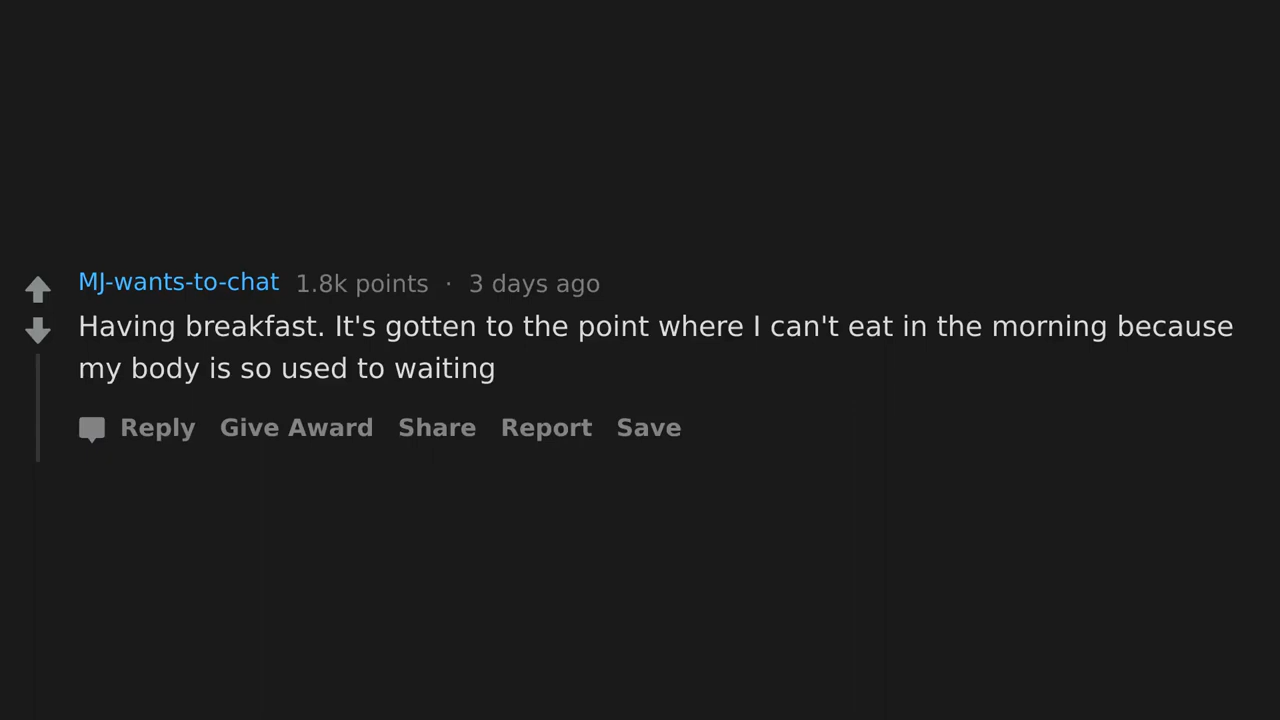 MJ-wants-to-chat 1.8k points · 3 days ago
Having breakfast. It's gotten to the point where I can't eat in the morning because
my body is so used to waiting
Reply Give Award Share Report Save